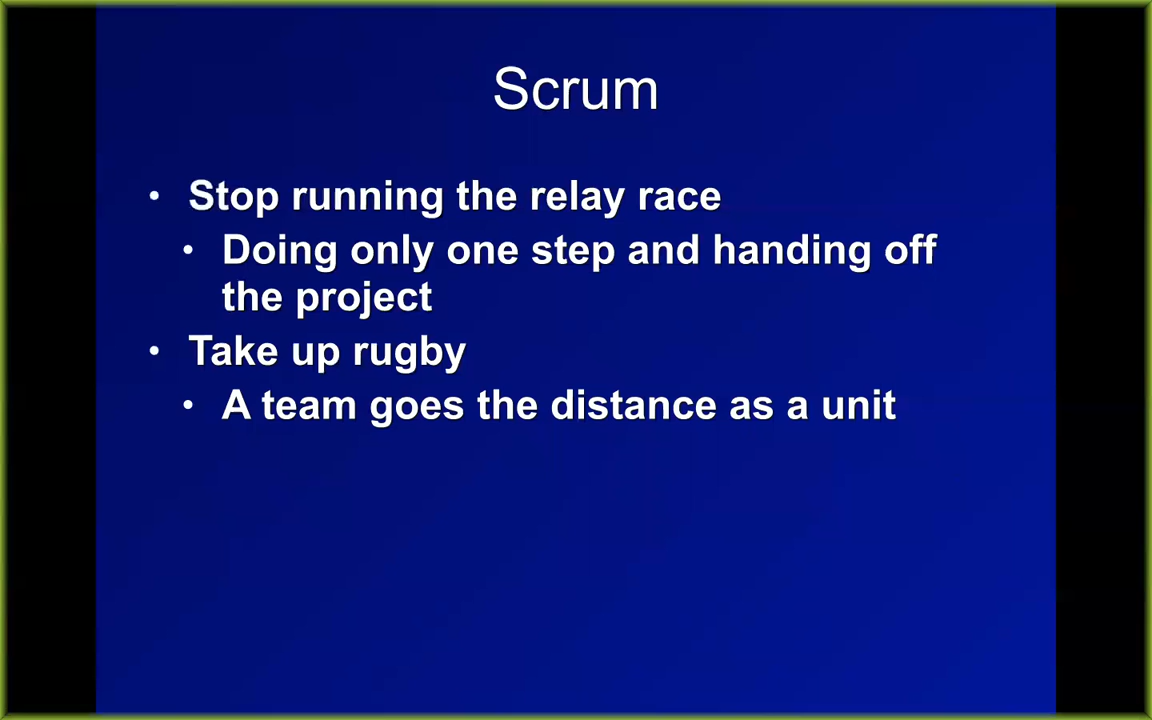 Scrum
• Stop running the relay race
• Doing only one step and handing off
the project
• Take up rugby
• A team goes the distance as a unit